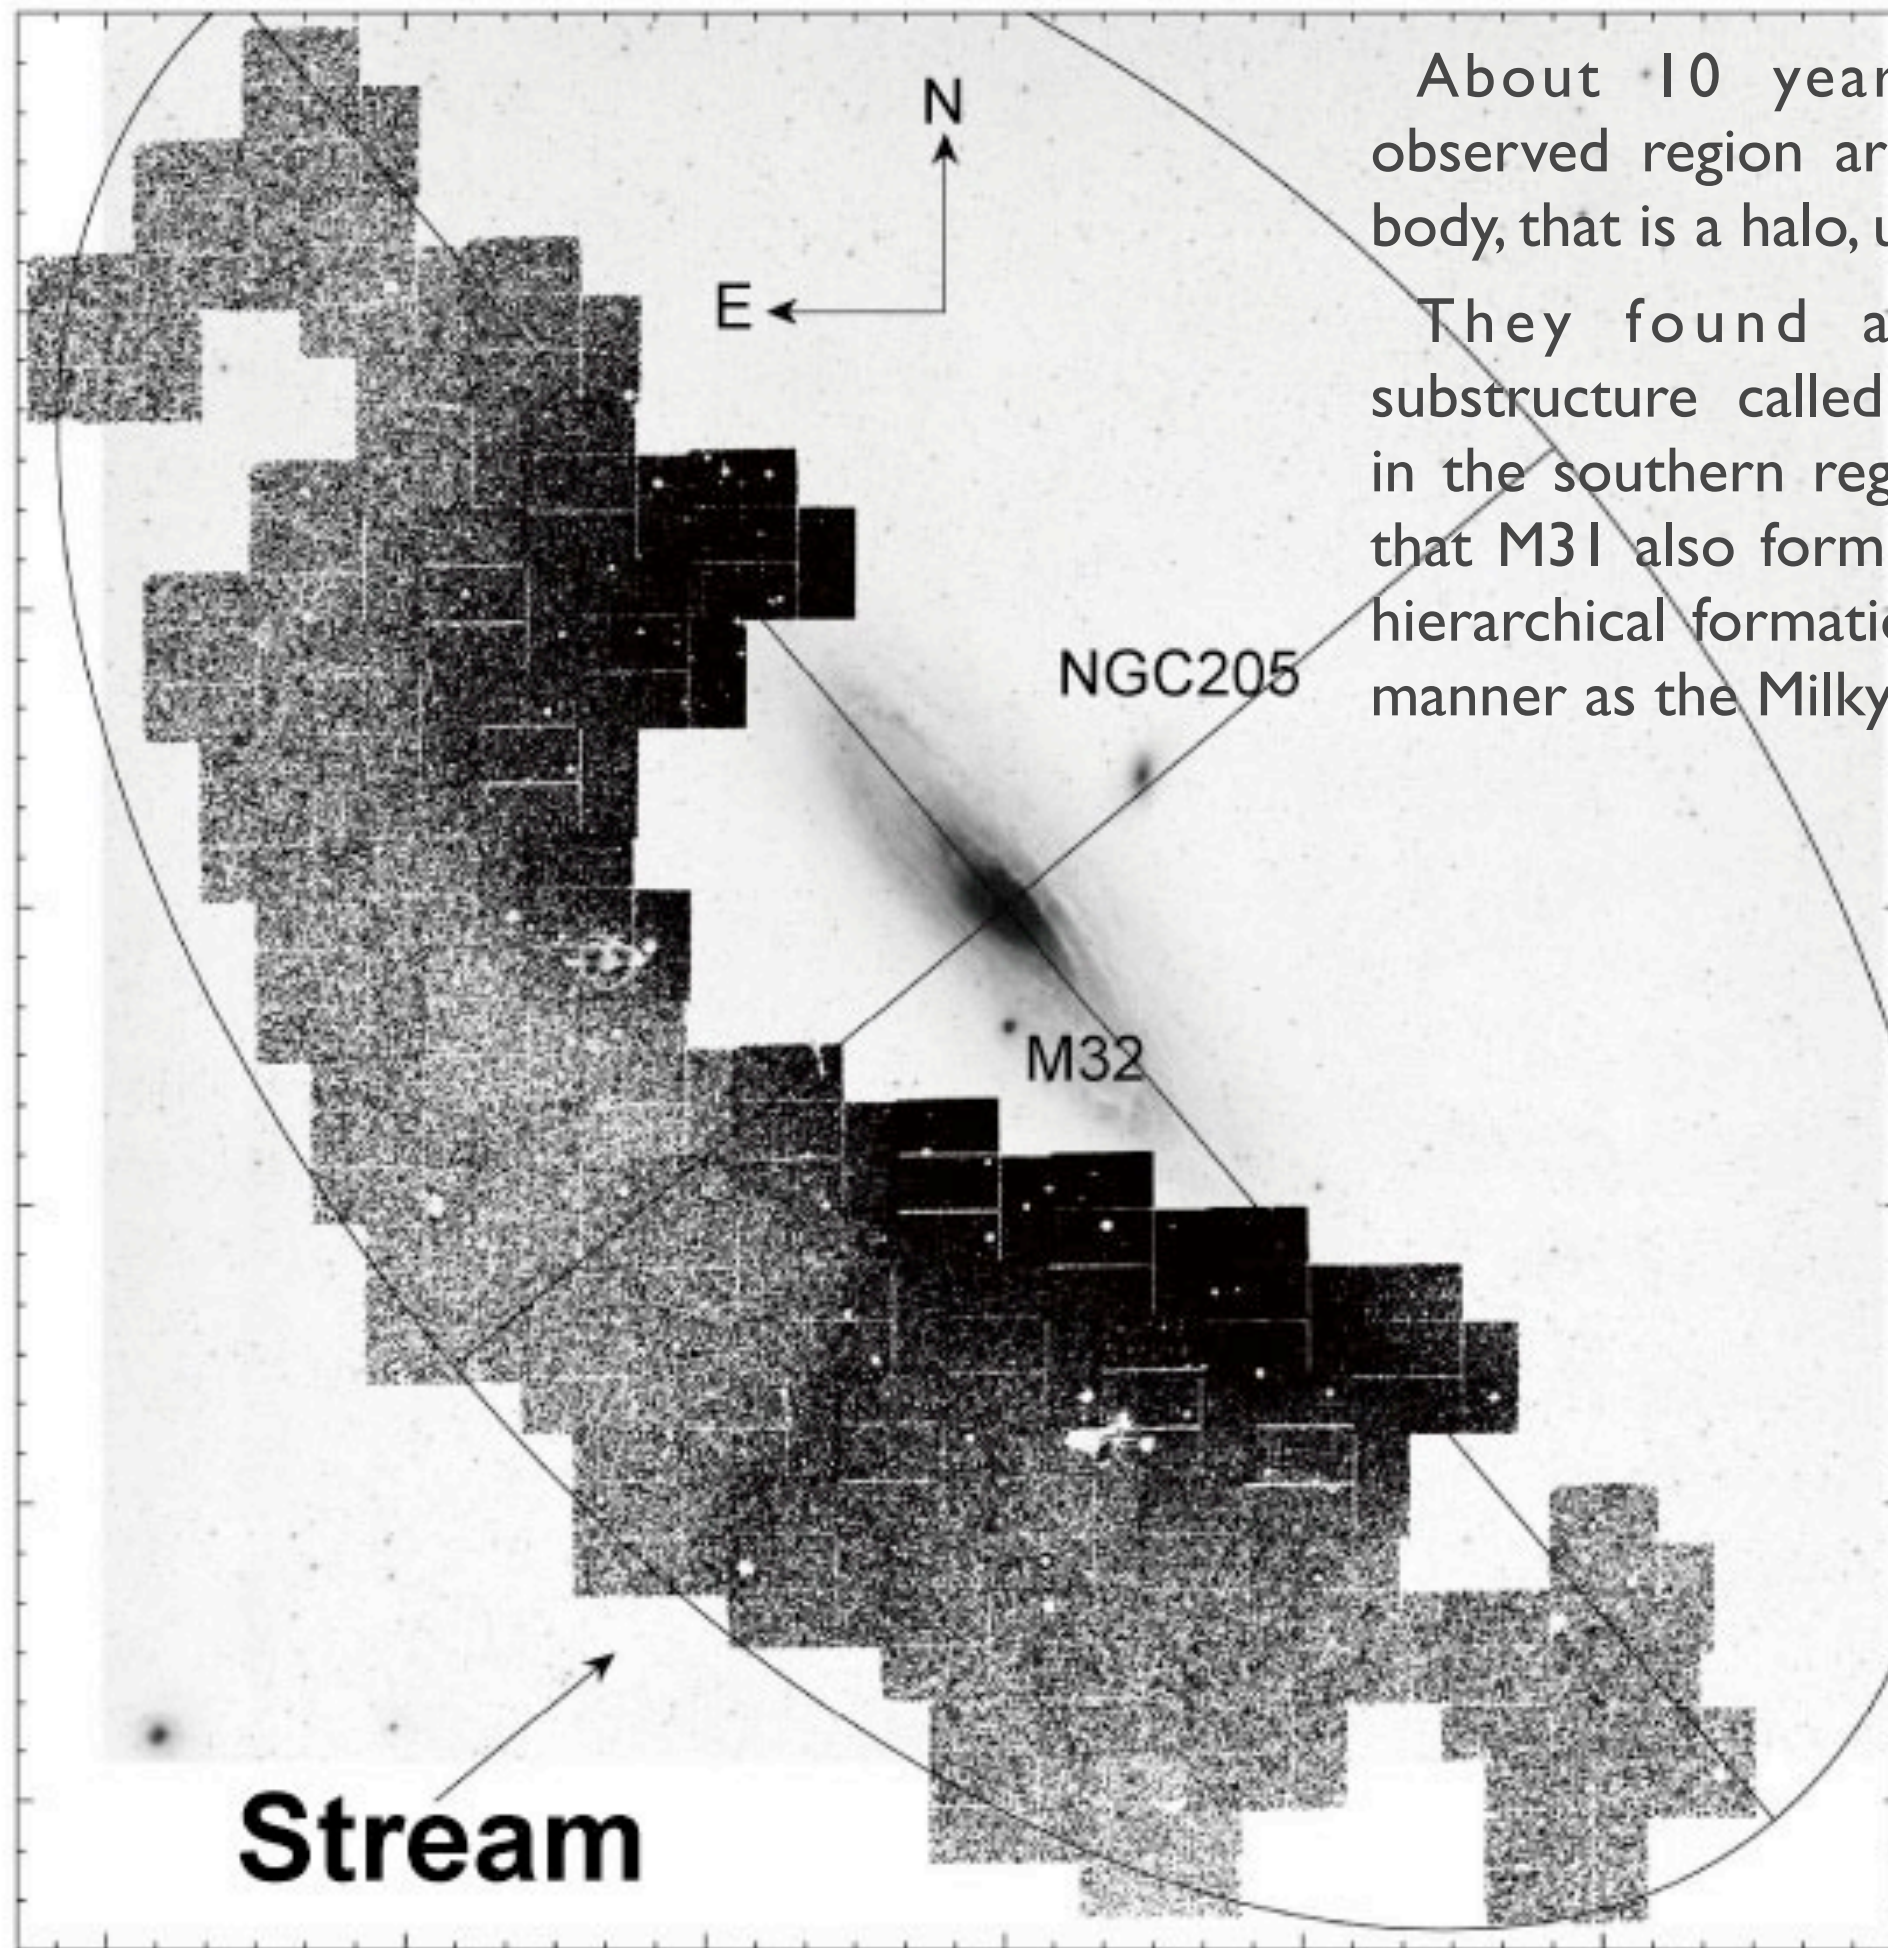 About 10 year
observed region ar
body, that is a halo, u
They found a
substructure called
in the southern reg
that M31 also form
hierarchical formati
manner as the Milky
N
E
NGC205
M32
Stream